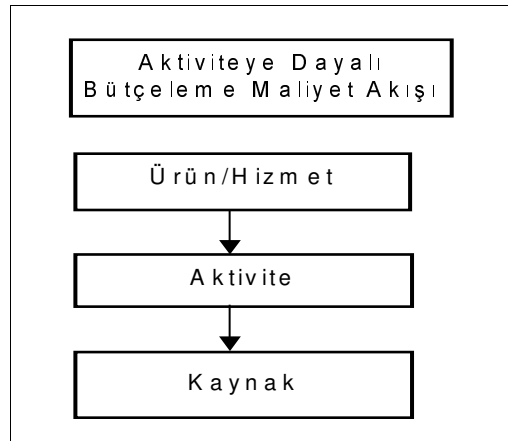 Aktiviteye Dayalı
Bütçeleme Maliyet Akışı
Ürün/Hizmet
Aktivite
Kaynak